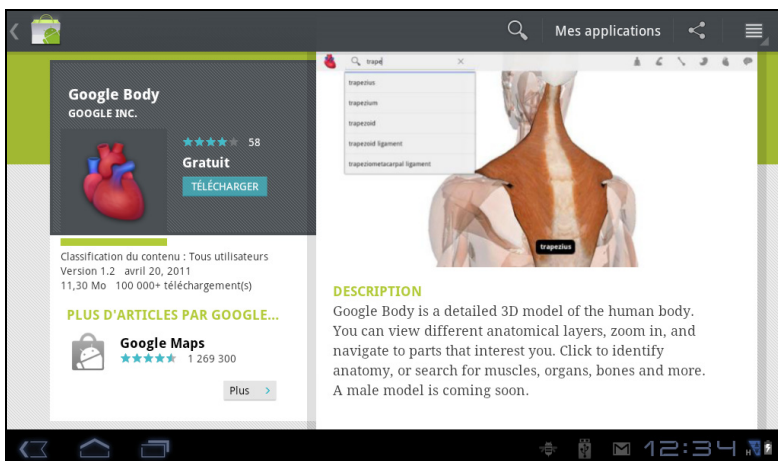 Mes applications
Google Body
GOOGLE INC.
58
Gratuit
TÉLÉCHARGER
Classification du contenu : Tous utilisateurs
Version 1.2 avril 20, 2011
11,30 Mo 100 000+ téléchargement(s)
PLUS D'ARTICLES PAR GOOGLE...
Google Maps
1 269 300
Plus
trape
trapezius
trapezium
trapezoid
trapezoid ligament
trapeziometacarpal ligament
trapezius
DESCRIPTION
Google Body is a detailed 3D model of the human body.
You can view different anatomical layers, zoom in, and
navigate to parts that interest you. Click to identify
anatomy, or search for muscles, organs, bones and more.
A male model is coming soon.
12:34
H